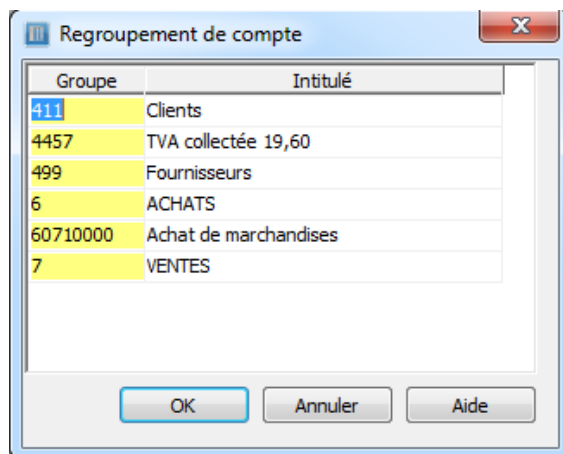 Regroupement de compte
Groupe Intitulé
411 Clients
4457 TVA collectée 19,60
499 Fournisseurs
6 ACHATS
60710000 Achat de marchandises
7 VENTES
OK Annuler Aide